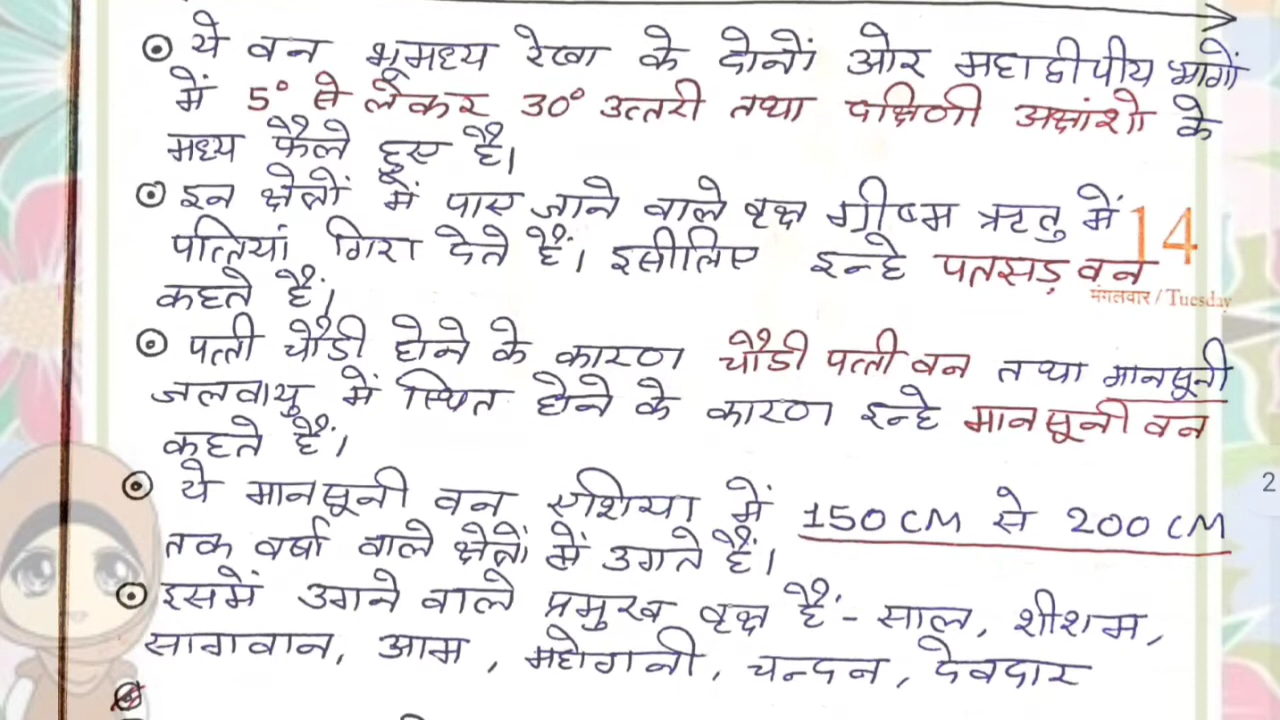 ये वन भूमध्य रेखा के दोनों ओर महाद्वीपीय भागों
में 5° से लेकर 30° उत्तरी तथा दक्षिणी अक्षांशो के
मध्य फैले हुए है।
इन क्षेत्रों में पाए जाने वाले वृक्ष ग्रीष्म ऋतु में
14
पत्तियां गिरा देते हैं। इसीलिए इन्हे पतझड़ वन
कहते हैं।
मंगलवार / Tuesday
पत्ती चौडी होने के कारण चौडी पत्ती वन तथा मानसूनी
जलवायु में स्थित होने के कारण इन्हे मानसूनी वन
कहते हैं।
2
ये मानसूनी वन एशिया में 150 CM से 200 CM
तक वर्षा वाले क्षेत्रों में उगते हैं।
इसमें उगने वाले प्रमुख वृक्ष हैं - साल, शीशम,
सागवान, आम, महोगनी, चन्दन, देवदार